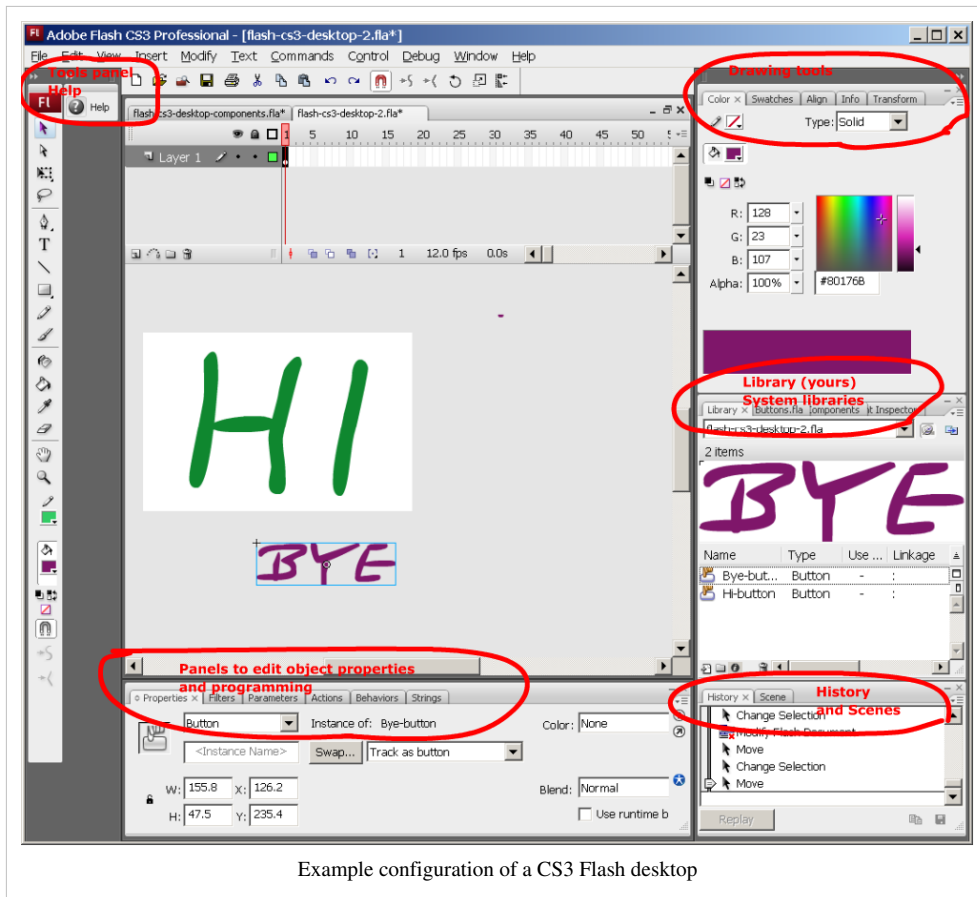 Adobe Flash CS3 Professional - [flash-cs3-desktop-2.fla*]
File Edit View Insert Modify Text Commands Control Debug Window Help
Tools panel
Help
Fl
Help
flash-cs3-desktop-components.fla* flash-cs3-desktop-2.fla*
1 5 10 15 20 25 30 35 40 45 50
Layer 1
1 12.0 fps 0.0s
HI
BYE
Drawing tools
Color Swatches Align Info Transform
Type: Solid
R: 128
G: 23
B: 107
Alpha: 100% #80176B
Library (yours)
System libraries
Library Buttons.fla Components Inspector
flash-cs3-desktop-2.fla
2 items
BYE
Name Type Use ... Linkage
Bye-but... Button - :
Hi-button Button - :
Panels to edit object properties
and programming
Properties Filters Parameters Actions Behaviors Strings
Button Instance of: Bye-button Color: None
<Instance Name> Swap... Track as button
W: 155.8 X: 126.2 Blend: Normal
H: 47.5 Y: 235.4 Use runtime b
History
and Scenes
History Scene
Change Selection
Modify Flash Document
Move
Change Selection
Move
Replay
Example configuration of a CS3 Flash desktop